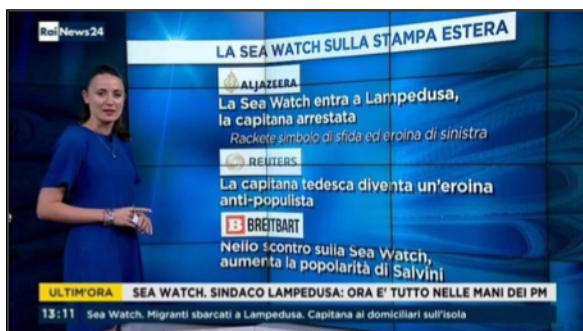 Rai News24
LA SEA WATCH SULLA STAMPA ESTERA
ALJAZEERA
La Sea Watch entra a Lampedusa,
la capitana arrestata
Rackete simbolo di sfida ed eroina di sinistra
REUTERS
La capitana tedesca diventa un'eroina
anti-populista
B BREITBART
Nello scontro sulla Sea Watch,
aumenta la popolarità di Salvini
ULTIM'ORA SEA WATCH. SINDACO LAMPEDUSA: ORA E' TUTTO NELLE MANI DEI PM
13:11 Sea Watch. Migranti sbarcati a Lampedusa. Capitana ai domiciliari sull'isola